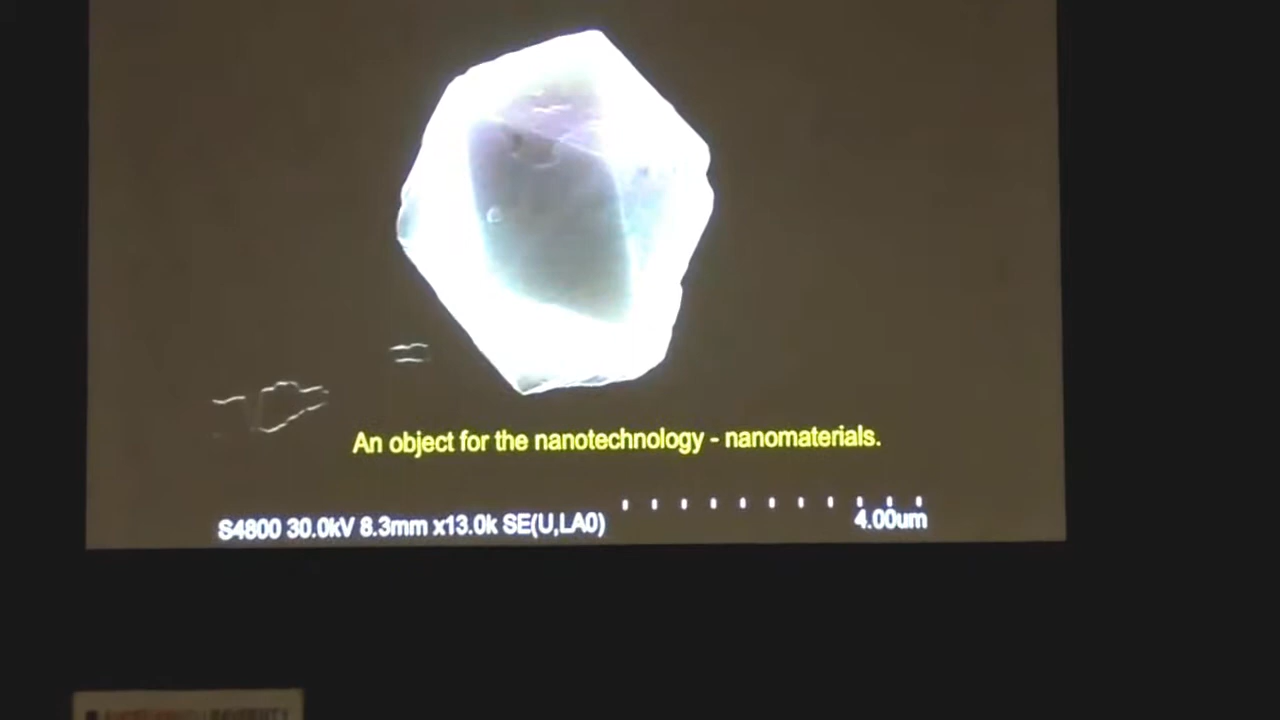 An object for the nanotechnology - nanomaterials.
S4800 30.0kV 8.3mm x13.0k SE(U,LA0)
4.00um